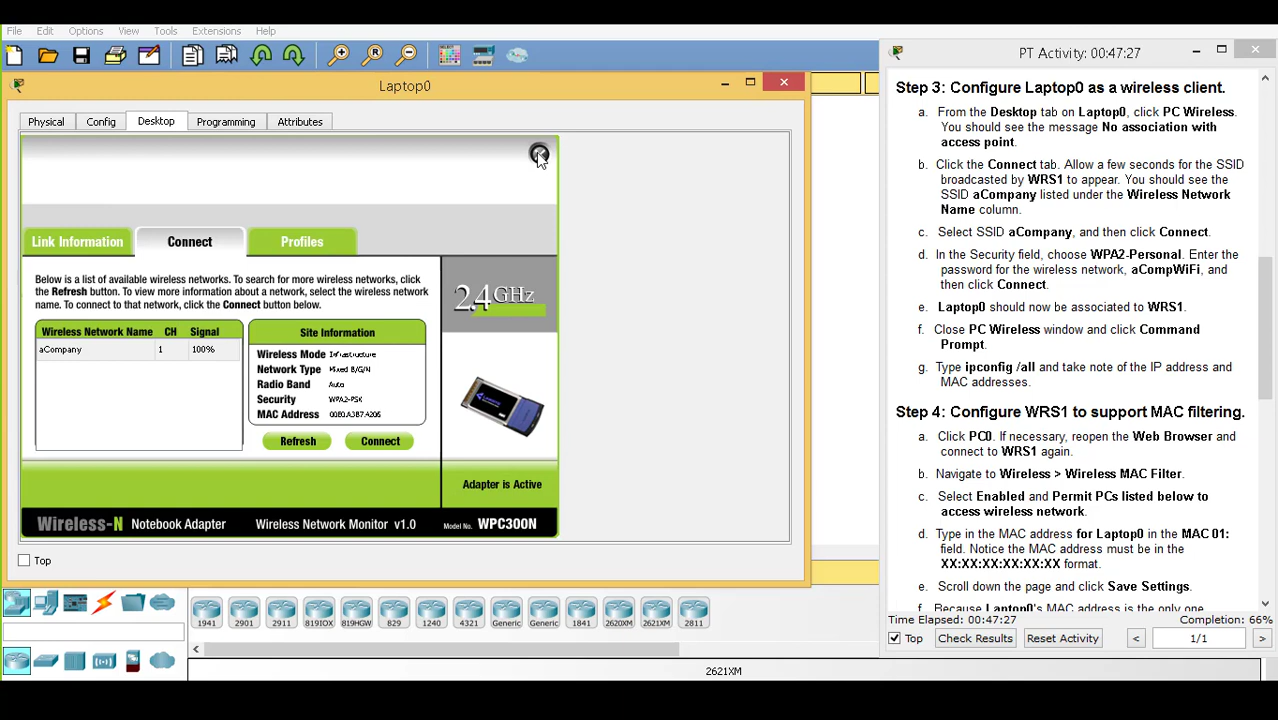 File Edit Options View Tools Extensions Help
PT Activity: 00:47:27
Laptop0
Physical Config Desktop Programming Attributes
Link Information Connect Profiles
Below is a list of available wireless networks. To search for more wireless networks, click
the Refresh button. To view more information about a network, select the wireless network
name. To connect to that network, click the Connect button below.
2.4GHz
Wireless Network Name CH Signal
aCompany 1 100%
Site Information
Wireless Mode Infrastructure
Network Type Mixed B/G/N
Radio Band Auto
Security WPA2-PSK
MAC Address 00E0.A3B7.A206
Refresh Connect
Adapter is Active
Wireless-N Notebook Adapter Wireless Network Monitor v1.0 Model No. WPC300N
Top
1941 2901 2911 819IOX 819HGW 829 1240 4321 Generic Generic 1841 2620XM 2621XM 2811
2621XM
Step 3: Configure Laptop0 as a wireless client.
a. From the Desktop tab on Laptop0, click PC Wireless.
You should see the message No association with
access point.
b. Click the Connect tab. Allow a few seconds for the SSID
broadcasted by WRS1 to appear. You should see the
SSID aCompany listed under the Wireless Network
Name column.
c. Select SSID aCompany, and then click Connect.
d. In the Security field, choose WPA2-Personal. Enter the
password for the wireless network, aCompWiFi, and
then click Connect.
e. Laptop0 should now be associated to WRS1.
f. Close PC Wireless window and click Command
Prompt.
g. Type ipconfig /all and take note of the IP address and
MAC addresses.
Step 4: Configure WRS1 to support MAC filtering.
a. Click PC0. If necessary, reopen the Web Browser and
connect to WRS1 again.
b. Navigate to Wireless > Wireless MAC Filter.
c. Select Enabled and Permit PCs listed below to
access wireless network.
d. Type in the MAC address for Laptop0 in the MAC 01:
field. Notice the MAC address must be in the
XX:XX:XX:XX:XX:XX format.
e. Scroll down the page and click Save Settings.
f. Because Laptop0's MAC address is the only one
Time Elapsed: 00:47:27 Completion: 66%
Top Check Results Reset Activity < 1/1 >